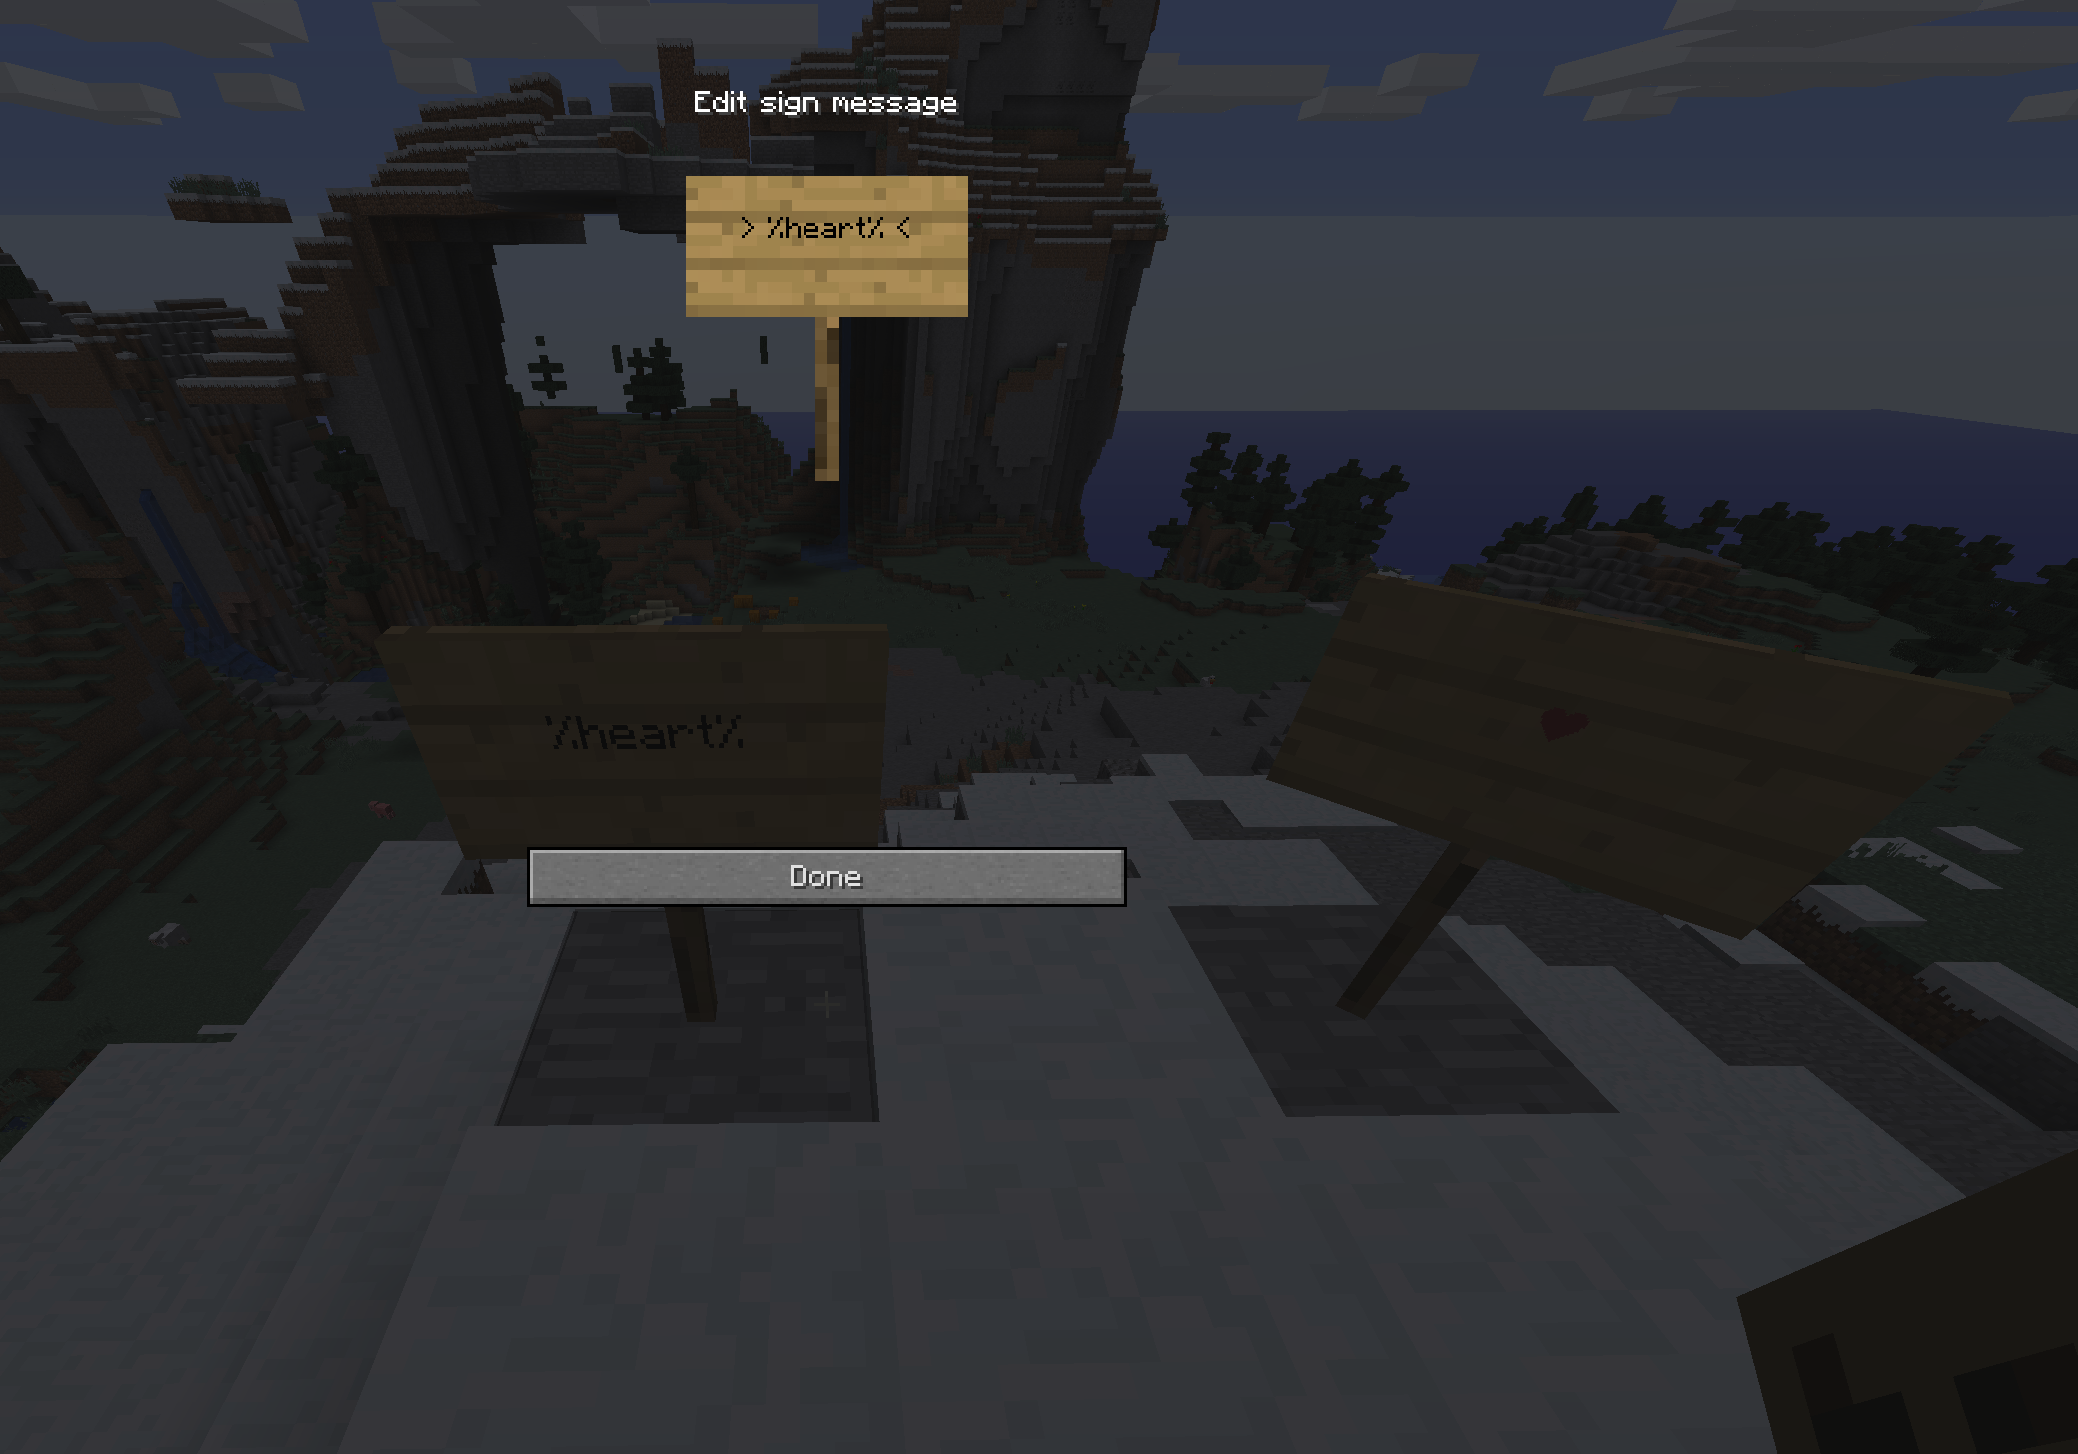 Edit sign message
> %heart% <
%heart%
❤
Done